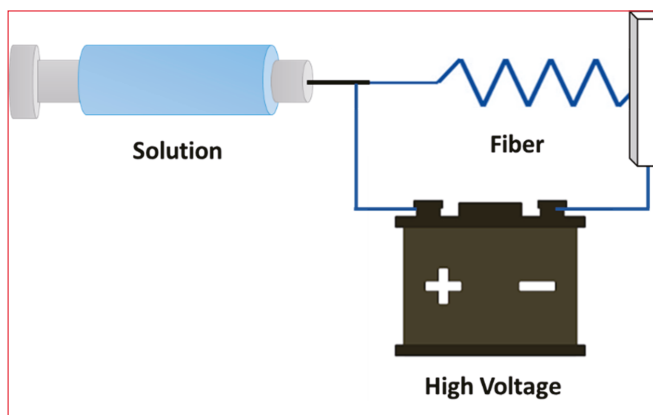 Solution
Fiber
+ −
High Voltage